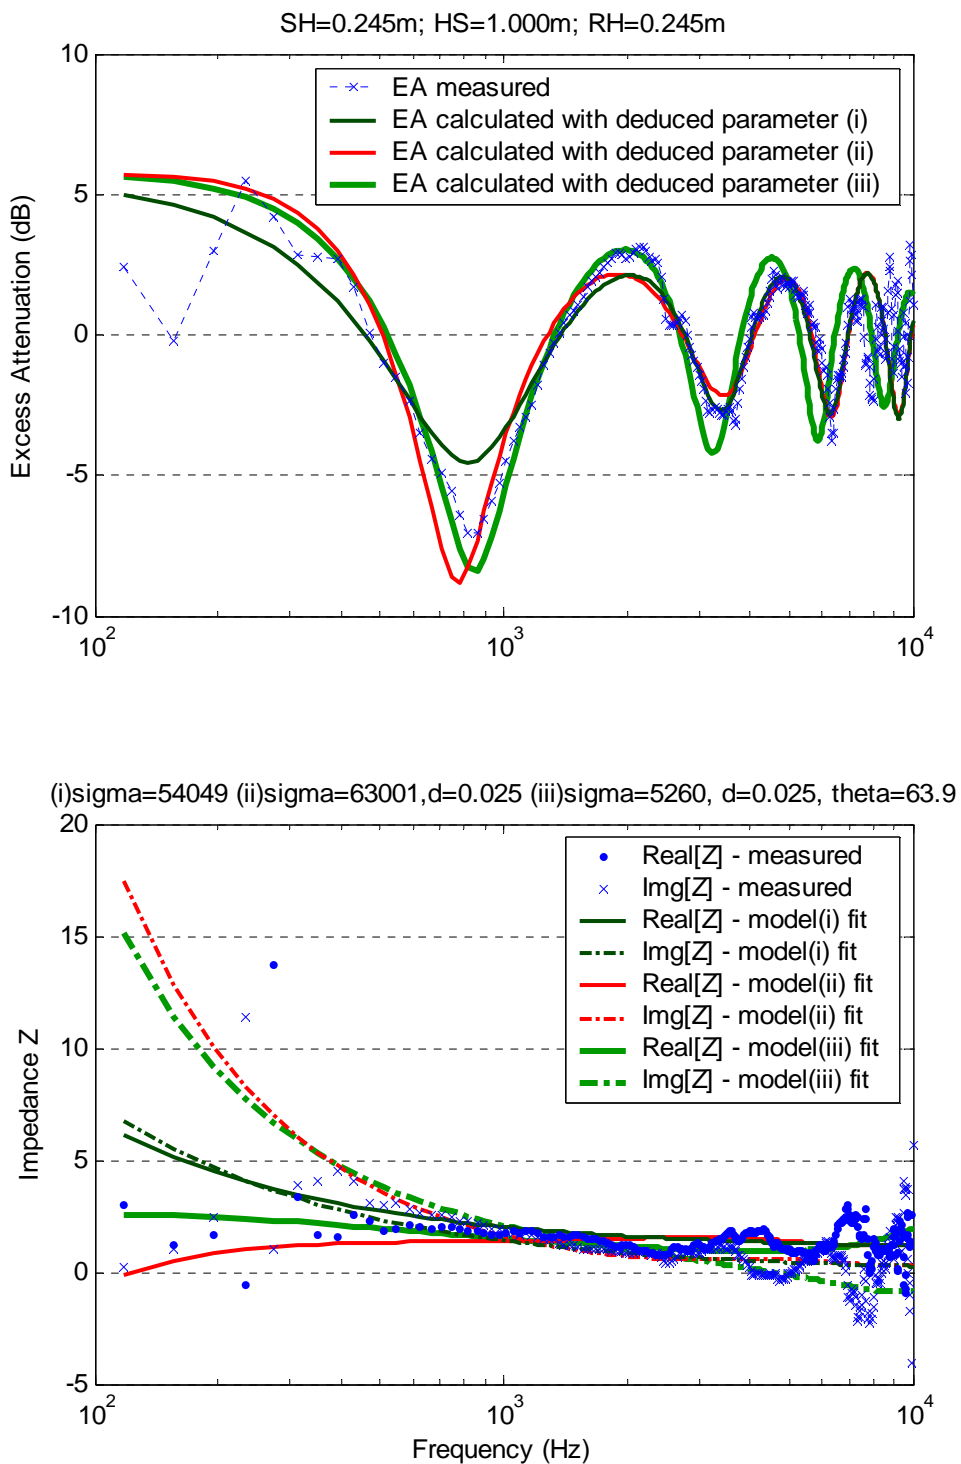 SH=0.245m; HS=1.000m; RH=0.245m
10
5
0
-5
-10
Excess Attenuation (dB)
EA measured
EA calculated with deduced parameter (i)
EA calculated with deduced parameter (ii)
EA calculated with deduced parameter (iii)
10^2
10^3
10^4
(i)sigma=54049 (ii)sigma=63001,d=0.025 (iii)sigma=5260, d=0.025, theta=63.9
20
15
10
5
0
-5
Impedance Z
Real[Z] - measured
Img[Z] - measured
Real[Z] - model(i) fit
Img[Z] - model(i) fit
Real[Z] - model(ii) fit
Img[Z] - model(ii) fit
Real[Z] - model(iii) fit
Img[Z] - model(iii) fit
10^2
10^3
10^4
Frequency (Hz)